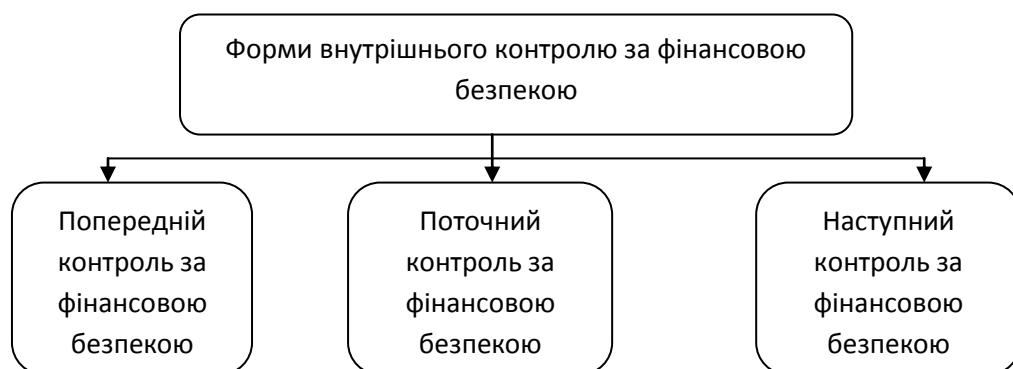 Форми внутрішнього контролю за фінансовою
безпекою
Попередній
контроль за
фінансовою
безпекою
Поточний
контроль за
фінансовою
безпекою
Наступний
контроль за
фінансовою
безпекою